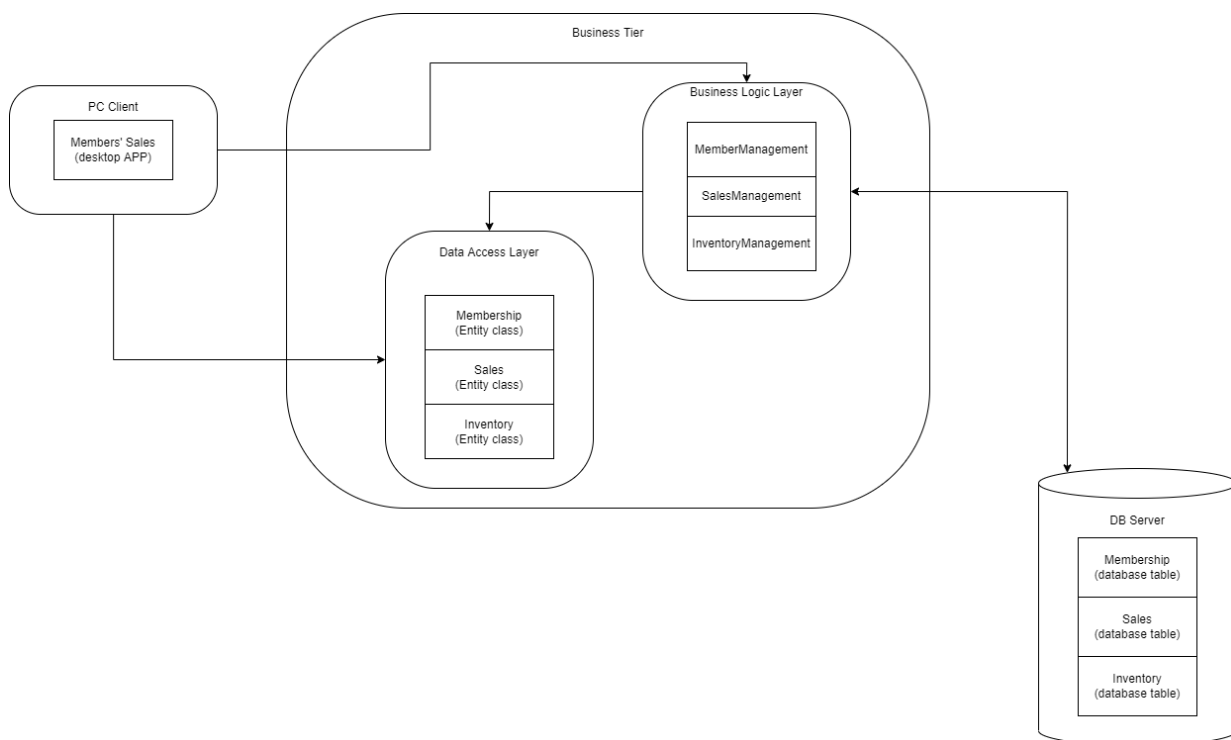 Business Tier
PC Client
Members' Sales
(desktop APP)
Business Logic Layer
MemberManagement
SalesManagement
InventoryManagement
Data Access Layer
Membership
(Entity class)
Sales
(Entity class)
Inventory
(Entity class)
DB Server
Membership
(database table)
Sales
(database table)
Inventory
(database table)